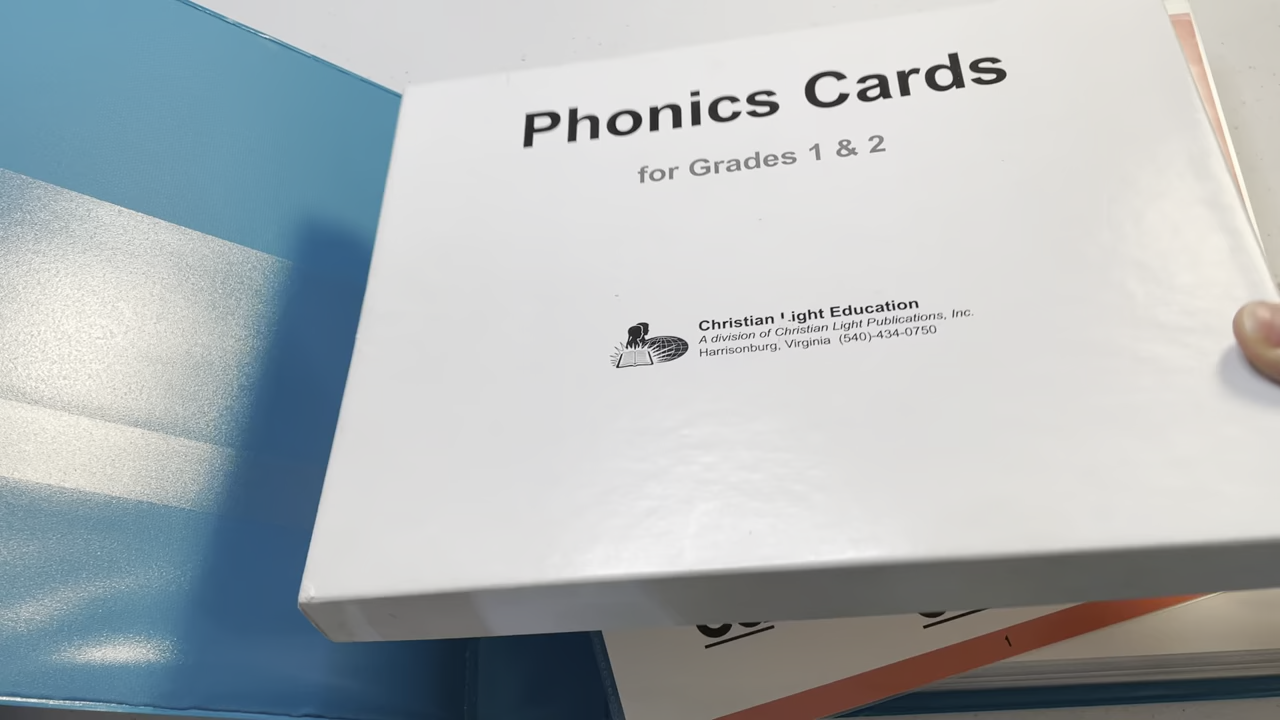 Phonics Cards
for Grades 1 & 2
Christian Light Education
A division of Christian Light Publications, Inc.
Harrisonburg, Virginia (540)-434-0750
1